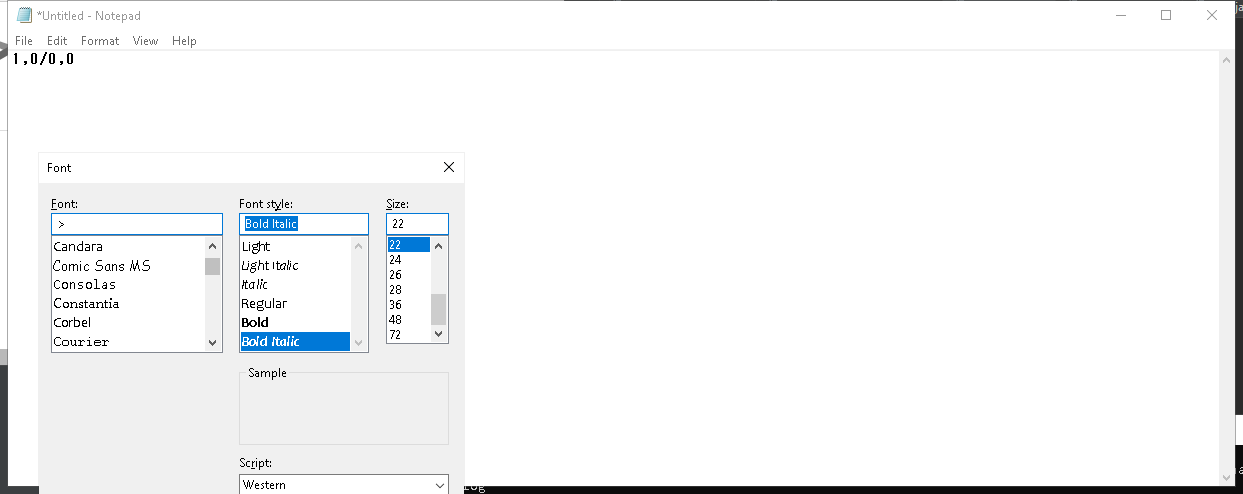 *Untitled - Notepad
File Edit Format View Help
1,0/0,0
Font
Font: Font style: Size:
> Bold Italic 22
Candara Light 22
Comic Sans MS Light Italic 24
Consolas Italic 26
Constantia Regular 28
Corbel Bold 36
Courier Bold Italic 48
72
Sample
Script:
Western
log